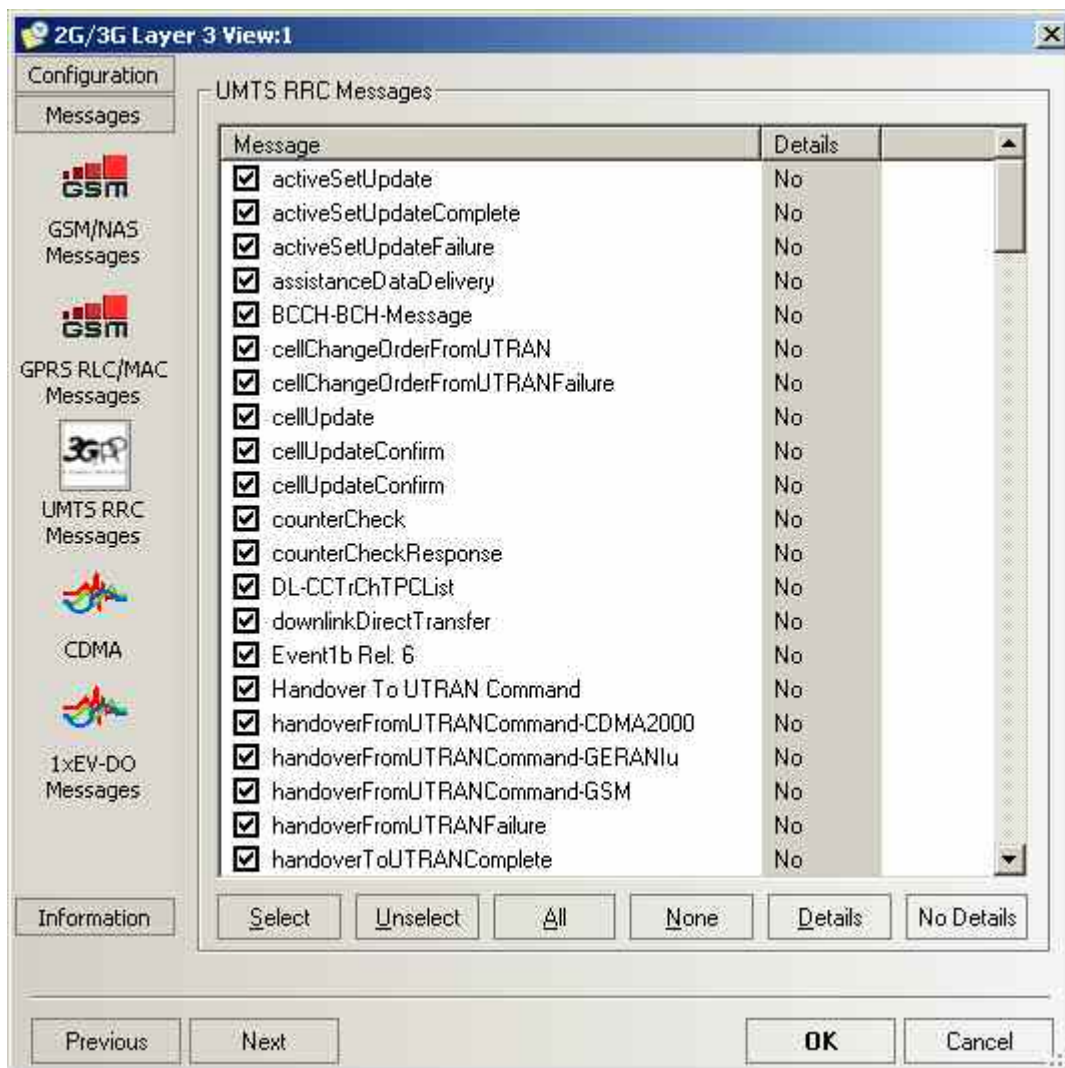 2G/3G Layer 3 View:1
Configuration
Messages
GSM
GSM/NAS
Messages
GSM
GPRS RLC/MAC
Messages
3GPP
UMTS RRC
Messages
CDMA
1xEV-DO
Messages
Information
UMTS RRC Messages
Message Details
activeSetUpdate No
activeSetUpdateComplete No
activeSetUpdateFailure No
assistanceDataDelivery No
BCCH-BCH-Message No
cellChangeOrderFromUTRAN No
cellChangeOrderFromUTRANFailure No
cellUpdate No
cellUpdateConfirm No
cellUpdateConfirm No
counterCheck No
counterCheckResponse No
DL-CCTrChTPCList No
downlinkDirectTransfer No
Event1b Rel. 6 No
Handover To UTRAN Command No
handoverFromUTRANCommand-CDMA2000 No
handoverFromUTRANCommand-GERANIu No
handoverFromUTRANCommand-GSM No
handoverFromUTRANFailure No
handoverToUTRANComplete No
Select Unselect All None Details No Details
Previous Next OK Cancel